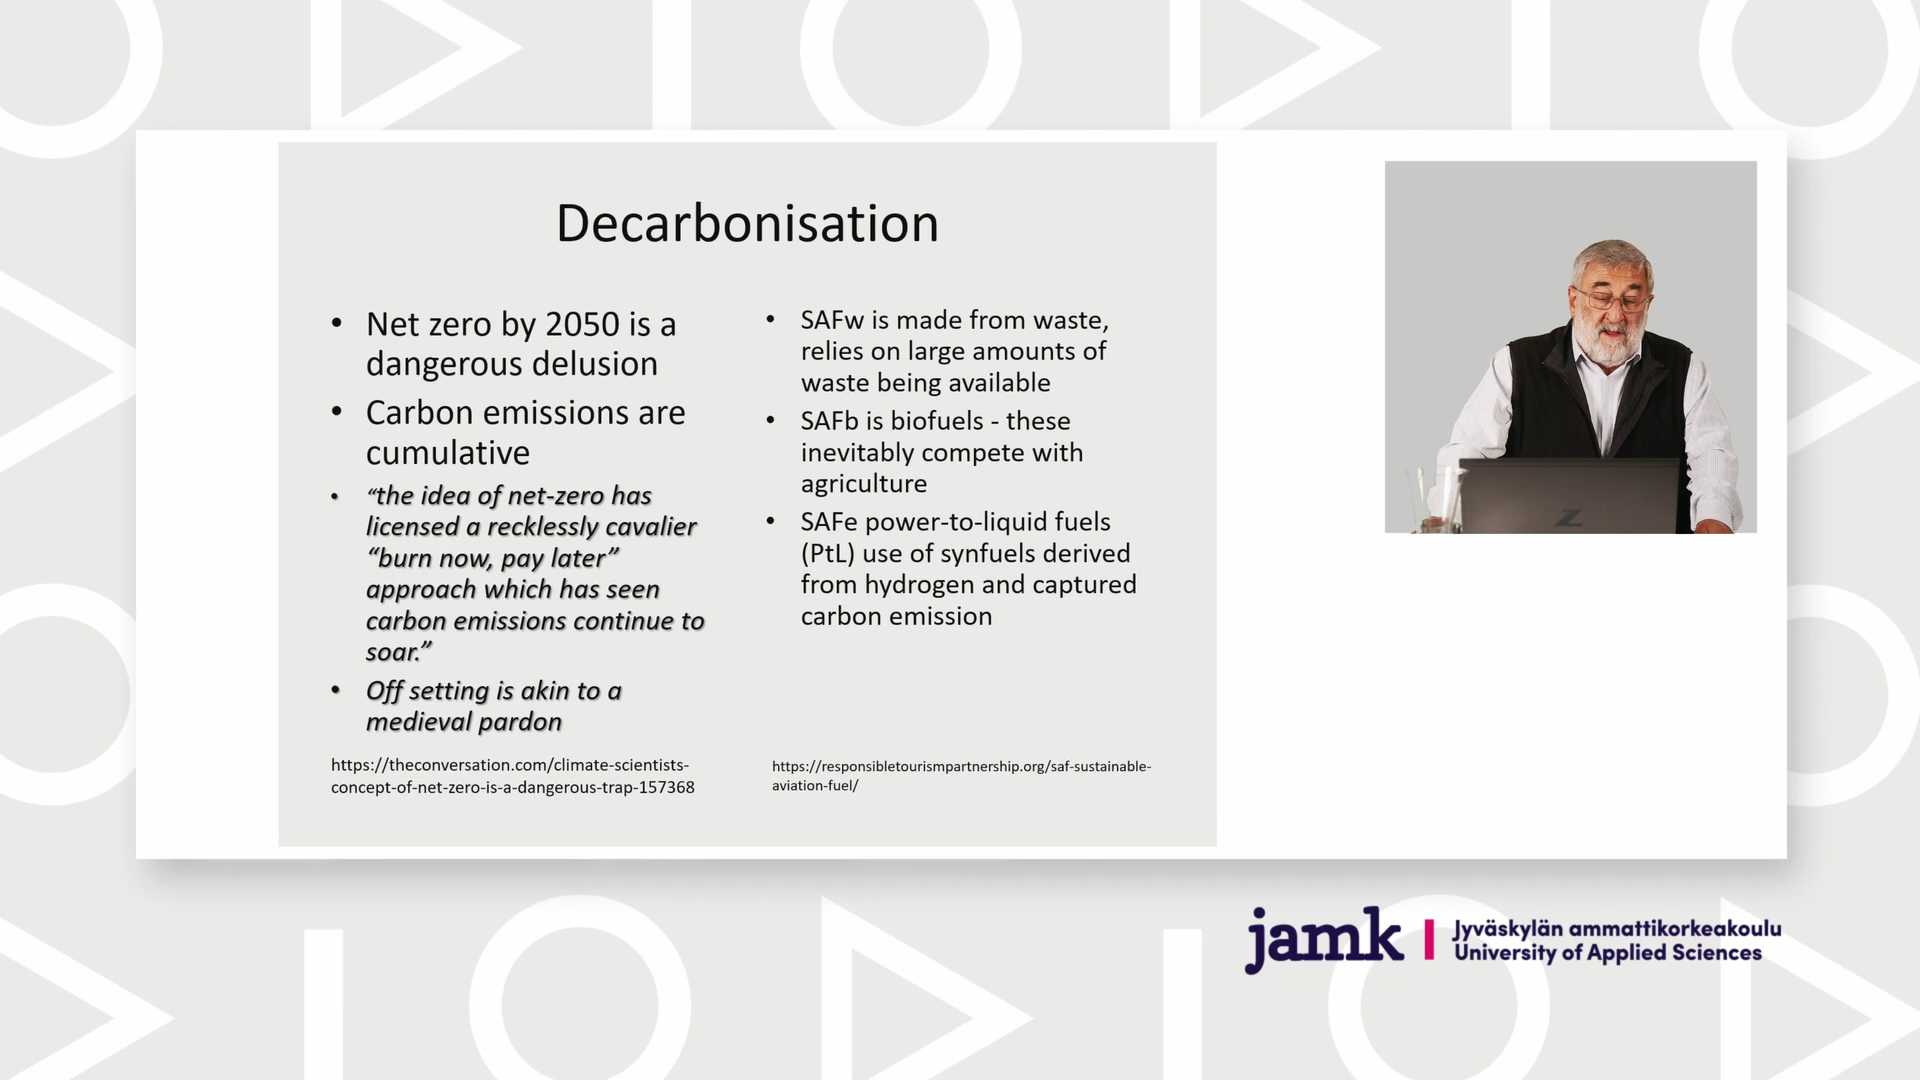 Decarbonisation
• Net zero by 2050 is a
dangerous delusion
• Carbon emissions are
cumulative
• “the idea of net-zero has
licensed a recklessly cavalier
“burn now, pay later”
approach which has seen
carbon emissions continue to
soar.”
• Off setting is akin to a
medieval pardon
https://theconversation.com/climate-scientists-
concept-of-net-zero-is-a-dangerous-trap-157368
• SAFw is made from waste,
relies on large amounts of
waste being available
• SAFb is biofuels - these
inevitably compete with
agriculture
• SAFe power-to-liquid fuels
(PtL) use of synfuels derived
from hydrogen and captured
carbon emission
https://responsibletourismpartnership.org/saf-sustainable-
aviation-fuel/
Z
jamk
Jyväskylän ammattikorkeakoulu
University of Applied Sciences